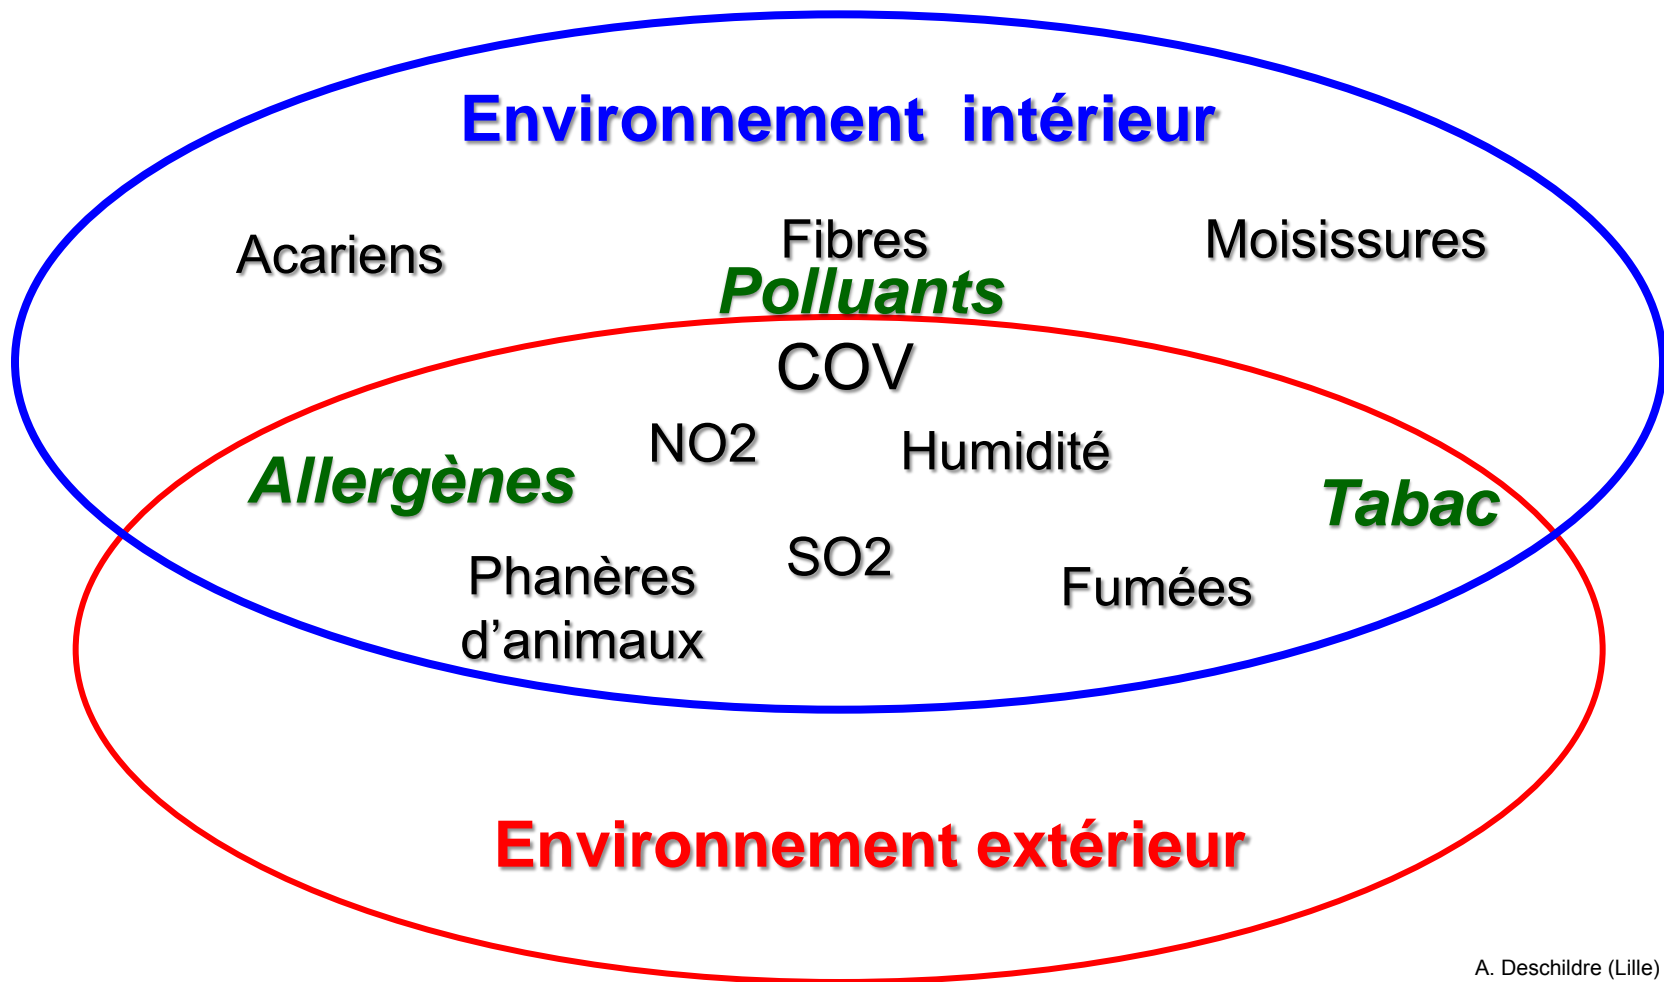 Environnement  intérieur
Acariens
Fibres
Moisissures
Polluants
COV
NO2
Humidité
Allergènes
Tabac
SO2
Phanères
d’animaux
Fumées
Environnement extérieur
A. Deschildre (Lille)